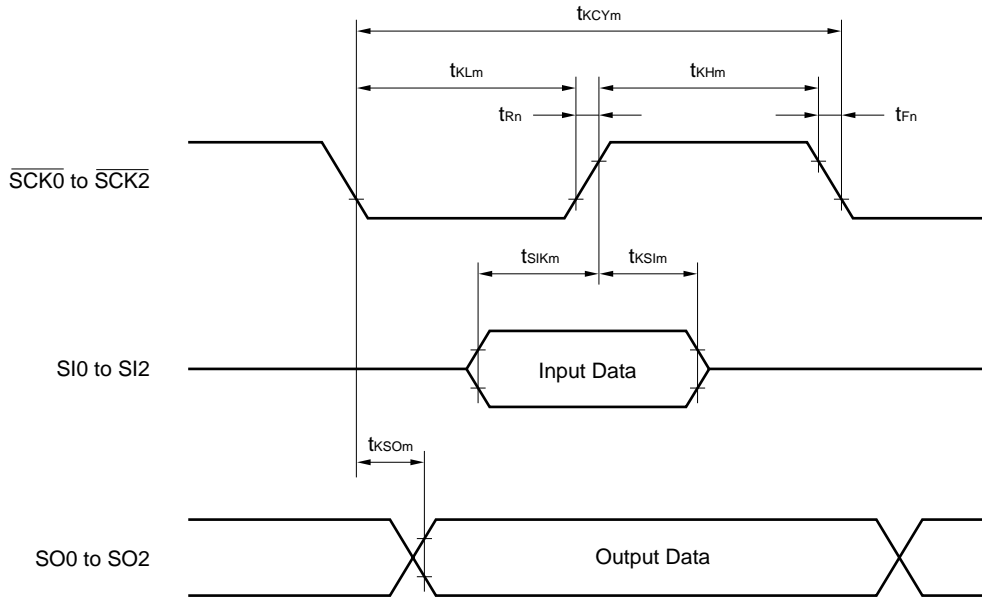 tKCYm
tKLm
tKHm
tRn
tFn
SCK0 to SCK2
tSIKm
tKSIm
SI0 to SI2
Input Data
tKSOm
SO0 to SO2
Output Data